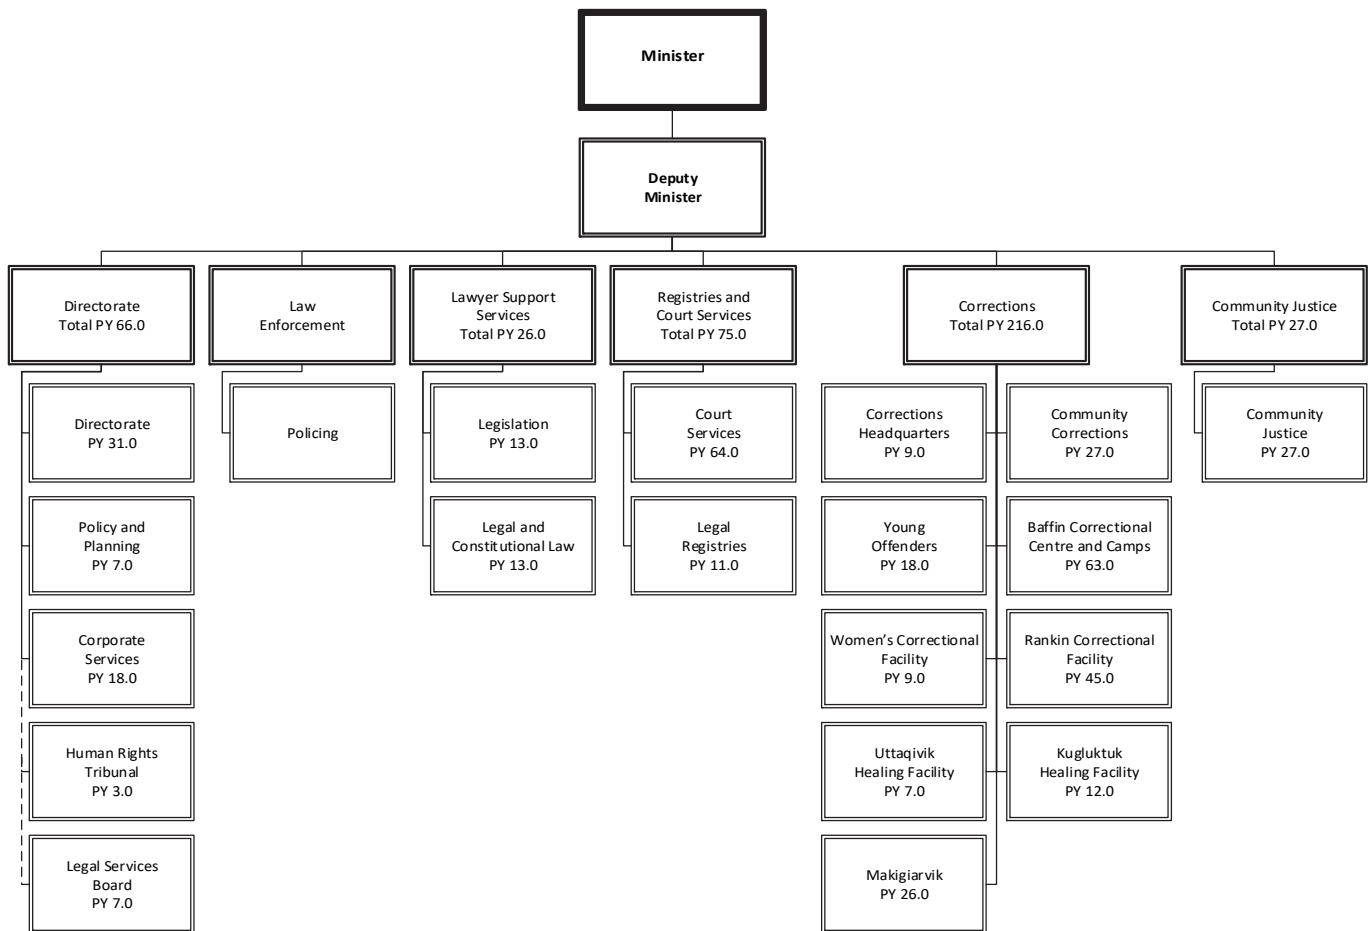 Minister
Deputy
Minister
Directorate
Total PY 66.0
Law
Enforcement
Lawyer Support
Services
Total PY 26.0
Registries and
Court Services
Total PY 75.0
Corrections
Total PY 216.0
Community Justice
Total PY 27.0
Directorate
PY 31.0
Policy and
Planning
PY 7.0
Corporate
Services
PY 18.0
Human Rights
Tribunal
PY 3.0
Legal Services
Board
PY 7.0
Policing
Legislation
PY 13.0
Legal and
Constitutional Law
PY 13.0
Court
Services
PY 64.0
Legal
Registries
PY 11.0
Corrections
Headquarters
PY 9.0
Young
Offenders
PY 18.0
Women’s Correctional
Facility
PY 9.0
Uttaqivik
Healing Facility
PY 7.0
Makigiarvik
PY 26.0
Community
Corrections
PY 27.0
Baffin Correctional
Centre and Camps
PY 63.0
Rankin Correctional
Facility
PY 45.0
Kugluktuk
Healing Facility
PY 12.0
Community
Justice
PY 27.0